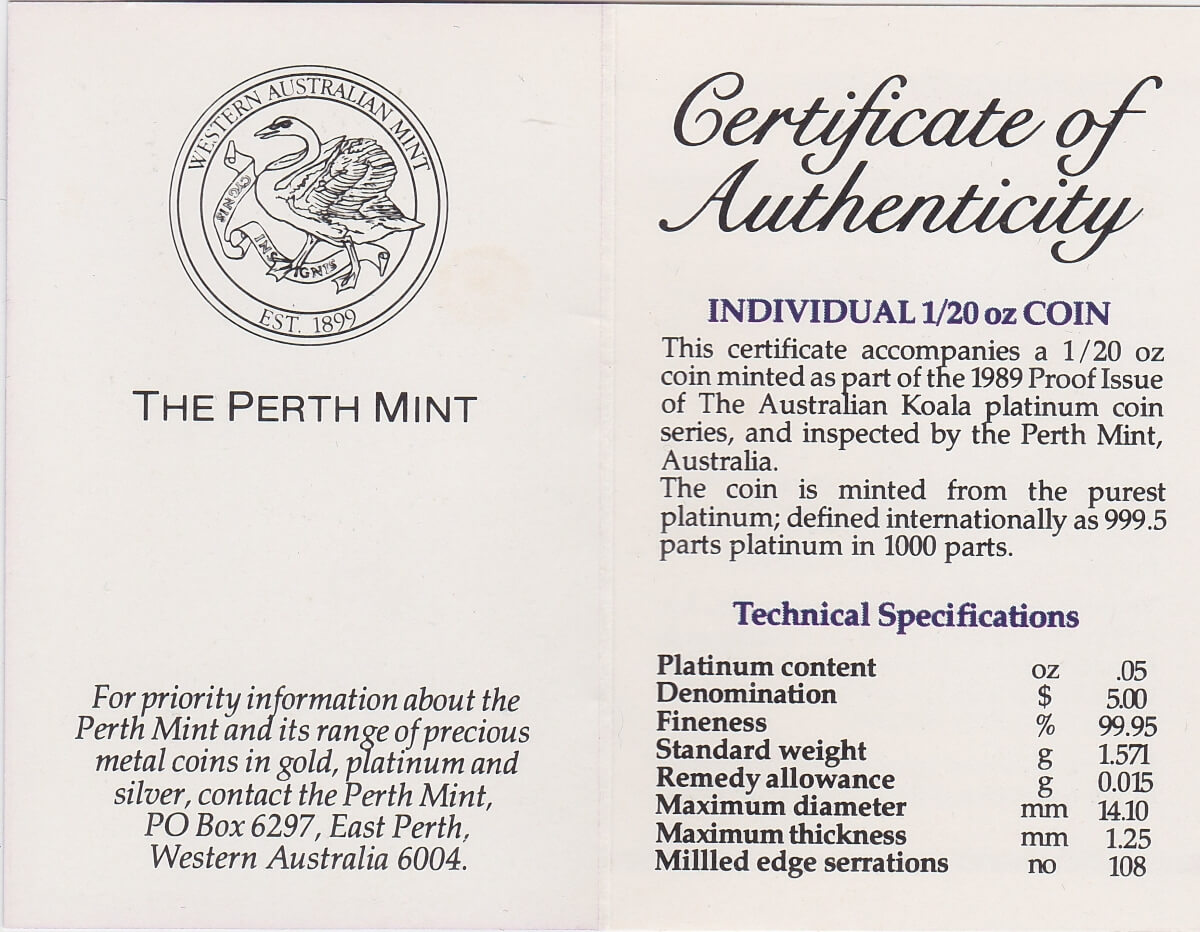 WESTERN AUSTRALIAN MINT
CYGNIS
INSIGNIS
EST. 1899
THE PERTH MINT
For priority information about the
Perth Mint and its range of precious
metal coins in gold, platinum and
silver, contact the Perth Mint,
PO Box 6297, East Perth,
Western Australia 6004.
Certificate of
Authenticity
INDIVIDUAL 1/20 oz COIN
This certificate accompanies a 1/20 oz
coin minted as part of the 1989 Proof Issue
of The Australian Koala platinum coin
series, and inspected by the Perth Mint,
Australia.
The coin is minted from the purest
platinum; defined internationally as 999.5
parts platinum in 1000 parts.
Technical Specifications
Platinum content oz .05
Denomination $ 5.00
Fineness % 99.95
Standard weight g 1.571
Remedy allowance g 0.015
Maximum diameter mm 14.10
Maximum thickness mm 1.25
Millled edge serrations no 108